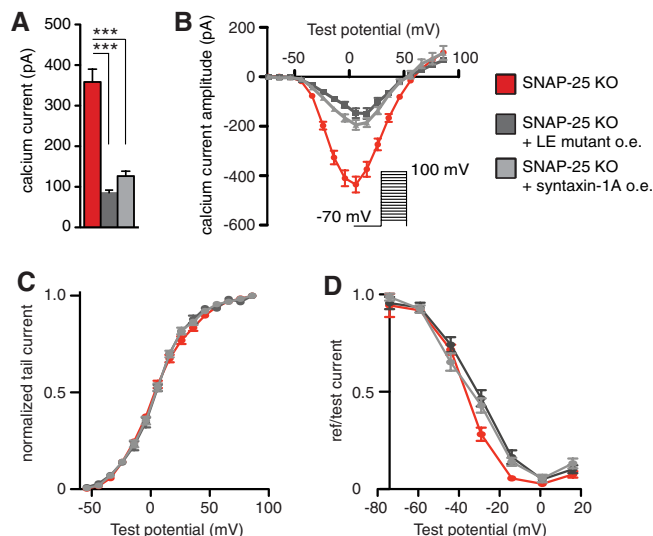 A
calcium current (pA)
500
400
300
200
100
0
***
***
B
calcium current amplitude (pA)
Test potential (mV)
-50
0
50
100
200
0
-200
-400
-600
100 mV
-70 mV
SNAP-25 KO
SNAP-25 KO
+ LE mutant o.e.
SNAP-25 KO
+ syntaxin-1A o.e.
C
normalized tail current
1.0
0.5
0
-50
0
50
100
Test potential (mV)
D
ref/test current
1.0
0.5
0
-80
-60
-40
-20
0
20
Test potential (mV)